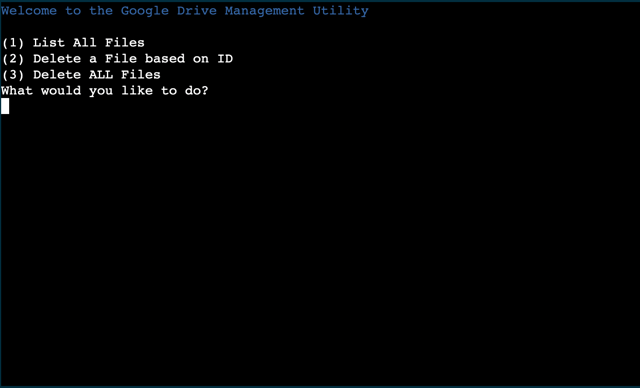 Welcome to the Google Drive Management Utility
(1) List All Files
(2) Delete a File based on ID
(3) Delete ALL Files
What would you like to do?